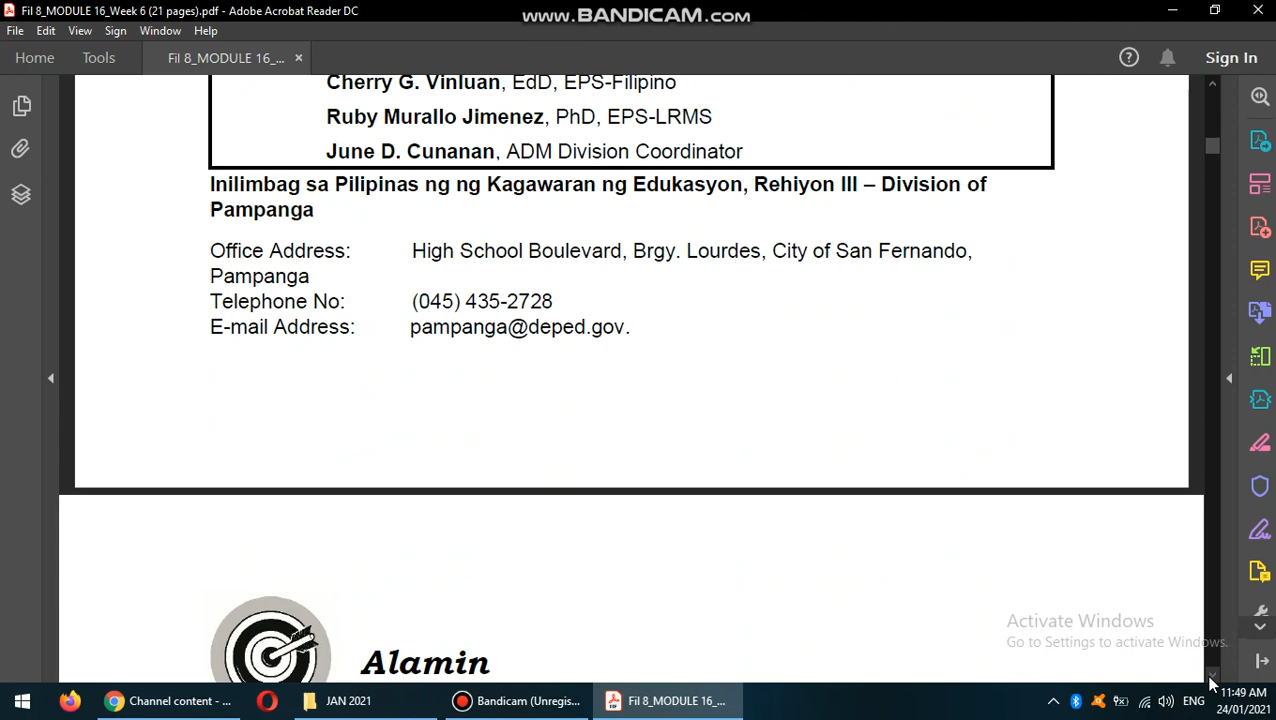 Fil 8_MODULE 16_Week 6 (21 pages).pdf - Adobe Acrobat Reader DC
www.BANDICAM.com
File Edit View Sign Window Help
Home Tools Fil 8_MODULE 16_... × Sign In
Cherry G. Vinluan, EdD, EPS-Filipino
Ruby Murallo Jimenez, PhD, EPS-LRMS
June D. Cunanan, ADM Division Coordinator
Inilimbag sa Pilipinas ng ng Kagawaran ng Edukasyon, Rehiyon III – Division of
Pampanga
Office Address: High School Boulevard, Brgy. Lourdes, City of San Fernando,
Pampanga
Telephone No: (045) 435-2728
E-mail Address: pampanga@deped.gov.
Alamin
Activate Windows
Go to Settings to activate Windows.
Channel content - ... JAN 2021 Bandicam (Unregis... Fil 8_MODULE 16_... ENG 11:49 AM
24/01/2021